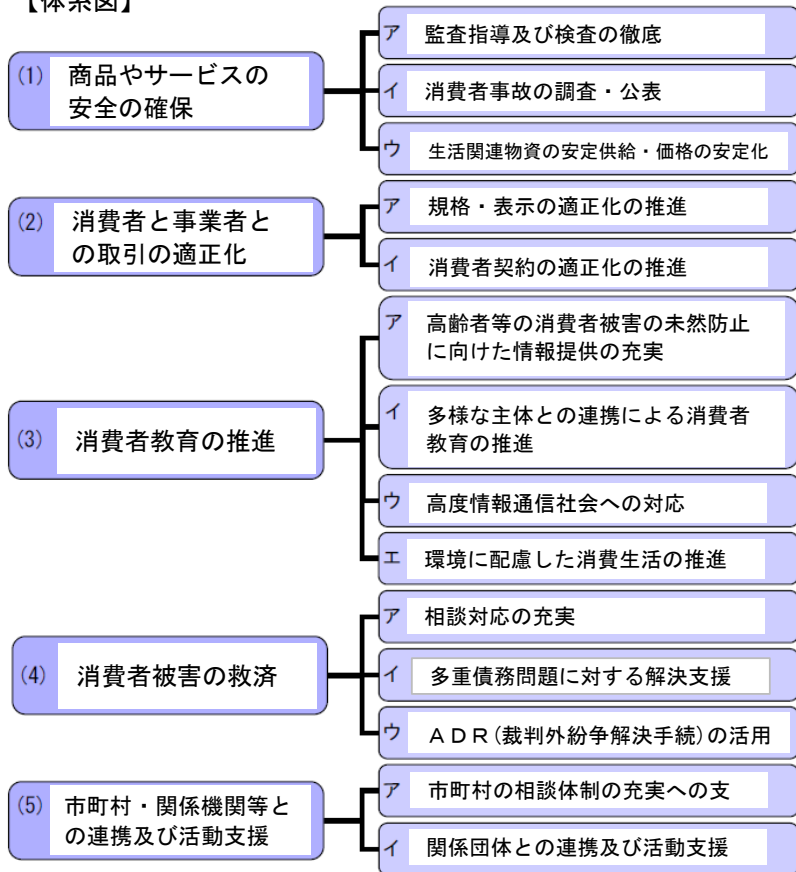 【体系図】
(1) 商品やサービスの
安全の確保
ア 監査指導及び検査の徹底
イ 消費者事故の調査・公表
ウ 生活関連物資の安定供給・価格の安定化
(2) 消費者と事業者と
の取引の適正化
ア 規格・表示の適正化の推進
イ 消費者契約の適正化の推進
(3) 消費者教育の推進
ア 高齢者等の消費者被害の未然防止
に向けた情報提供の充実
イ 多様な主体との連携による消費者
教育の推進
ウ 高度情報通信社会への対応
エ 環境に配慮した消費生活の推進
(4) 消費者被害の救済
ア 相談対応の充実
イ 多重債務問題に対する解決支援
ウ ADR(裁判外紛争解決手続)の活用
(5) 市町村・関係機関等と
の連携及び活動支援
ア 市町村の相談体制の充実への支
イ 関係団体との連携及び活動支援